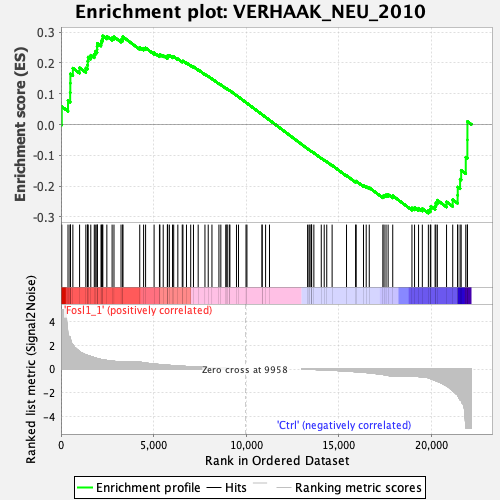 Enrichment plot: VERHAAK_NEU_2010
Enrichment score (ES)
0.3
0.2
0.1
0.0
-0.1
-0.2
-0.3
'Fosl1_1' (positively correlated)
Ranked list metric (Signal2Noise)
4
2
0
-2
-4
Zero cross at 9958
'Ctrl' (negatively correlated)
0
5,000
10,000
15,000
20,000
Rank in Ordered Dataset
Enrichment profile
Hits
Ranking metric scores